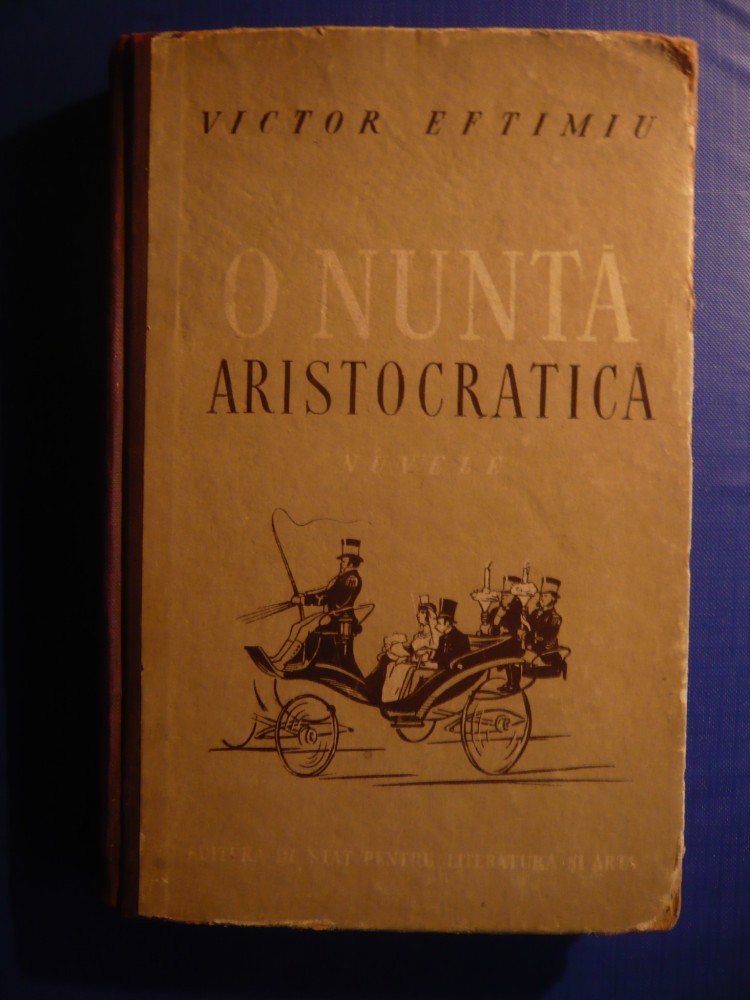 VICTOR EFTIMIU
O NUNTĂ
ARISTOCRATICĂ
NUVELE
EDITURA DE STAT PENTRU LITERATURĂ ȘI ARTĂ